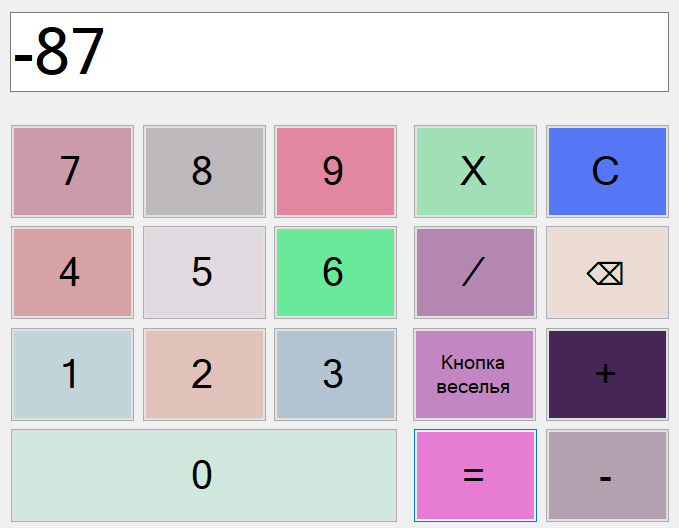 -87
7 8 9 X C
4 5 6 / ⌫
1 2 3 Кнопка
веселья +
0 = -